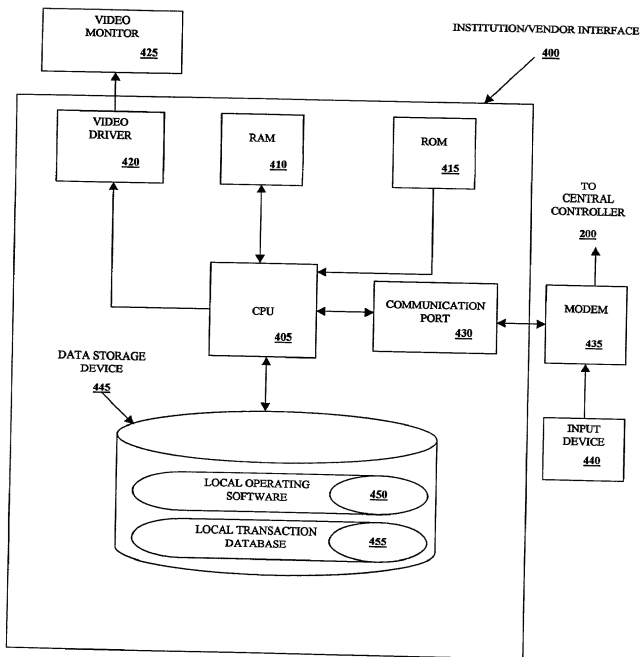 VIDEO
MONITOR
425
INSTITUTION/VENDOR INTERFACE
400
VIDEO
DRIVER
420
RAM
410
ROM
415
TO
CENTRAL
CONTROLLER
200
CPU
405
COMMUNICATION
PORT
430
MODEM
435
DATA STORAGE
DEVICE
445
INPUT
DEVICE
440
LOCAL OPERATING
SOFTWARE
450
LOCAL TRANSACTION
DATABASE
455